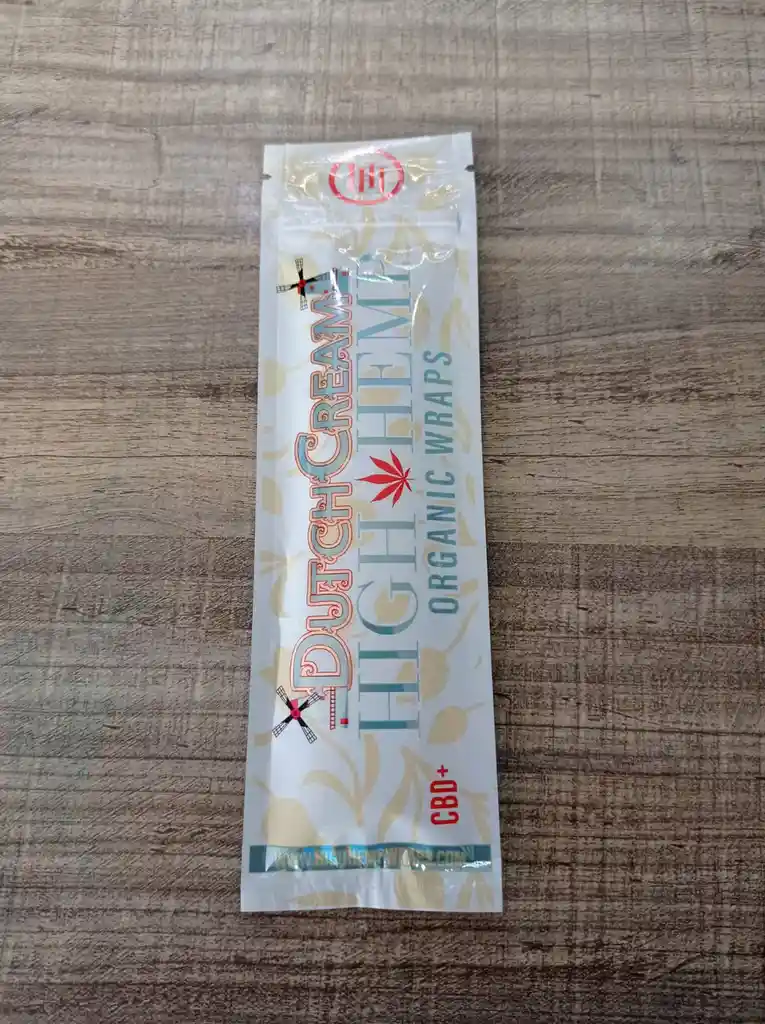 DUTCH CREAM
HIGH HEMP
ORGANIC WRAPS
CBD+